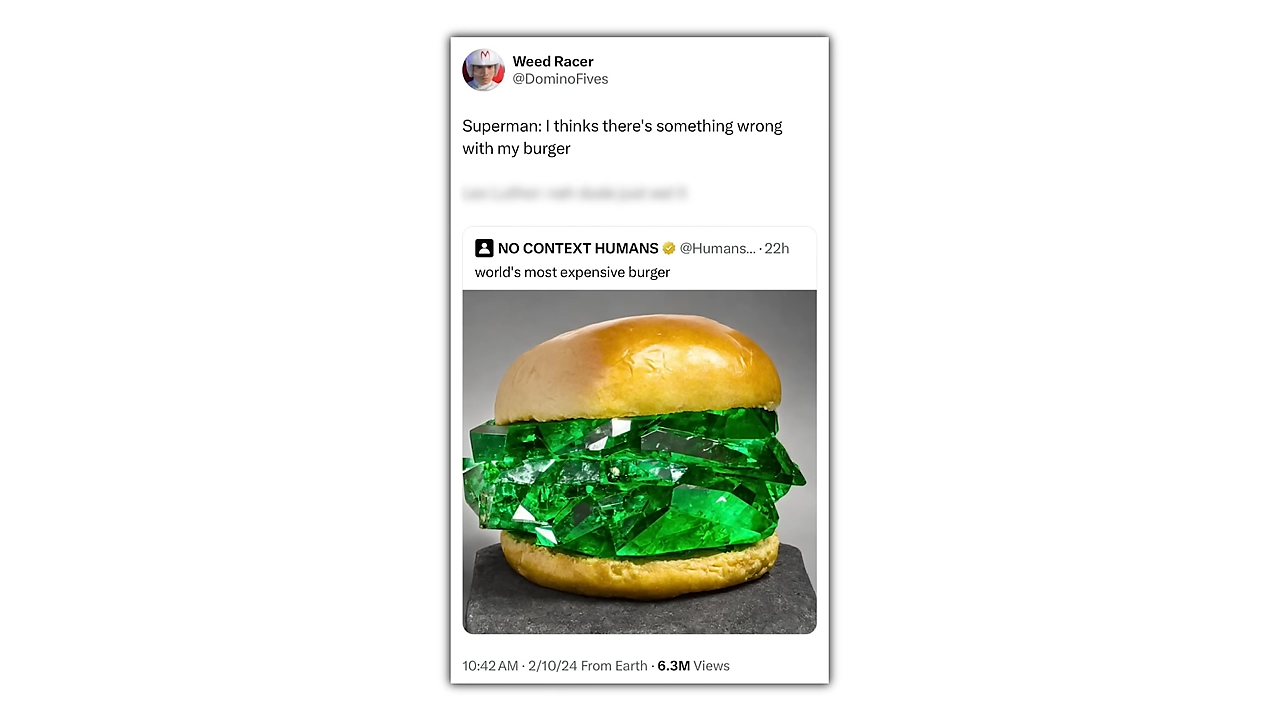 Weed Racer
@DominoFives
Superman: I thinks there's something wrong
with my burger
NO CONTEXT HUMANS @Humans... · 22h
world's most expensive burger
10:42 AM · 2/10/24 From Earth · 6.3M Views